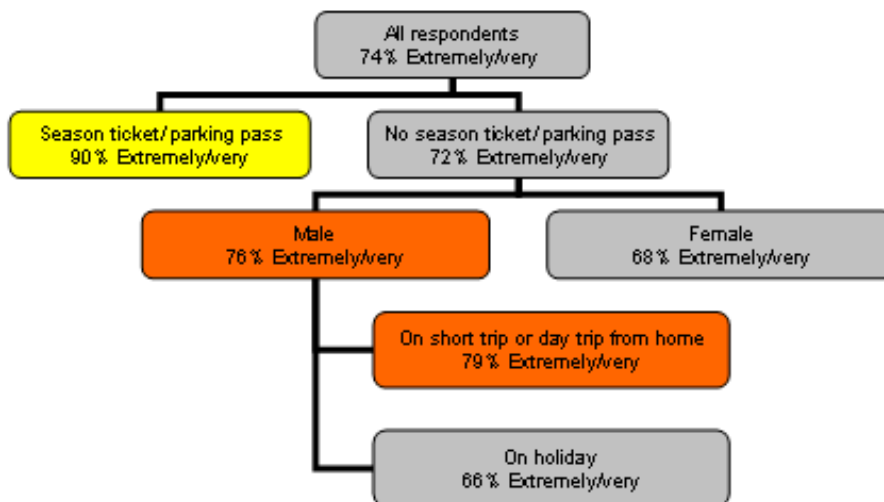 All respondents
74% Extremely/very
Season ticket/parking pass
90% Extremely/very
No season ticket/parking pass
72% Extremely/very
Male
76% Extremely/very
Female
68% Extremely/very
On short trip or day trip from home
79% Extremely/very
On holiday
66% Extremely/very